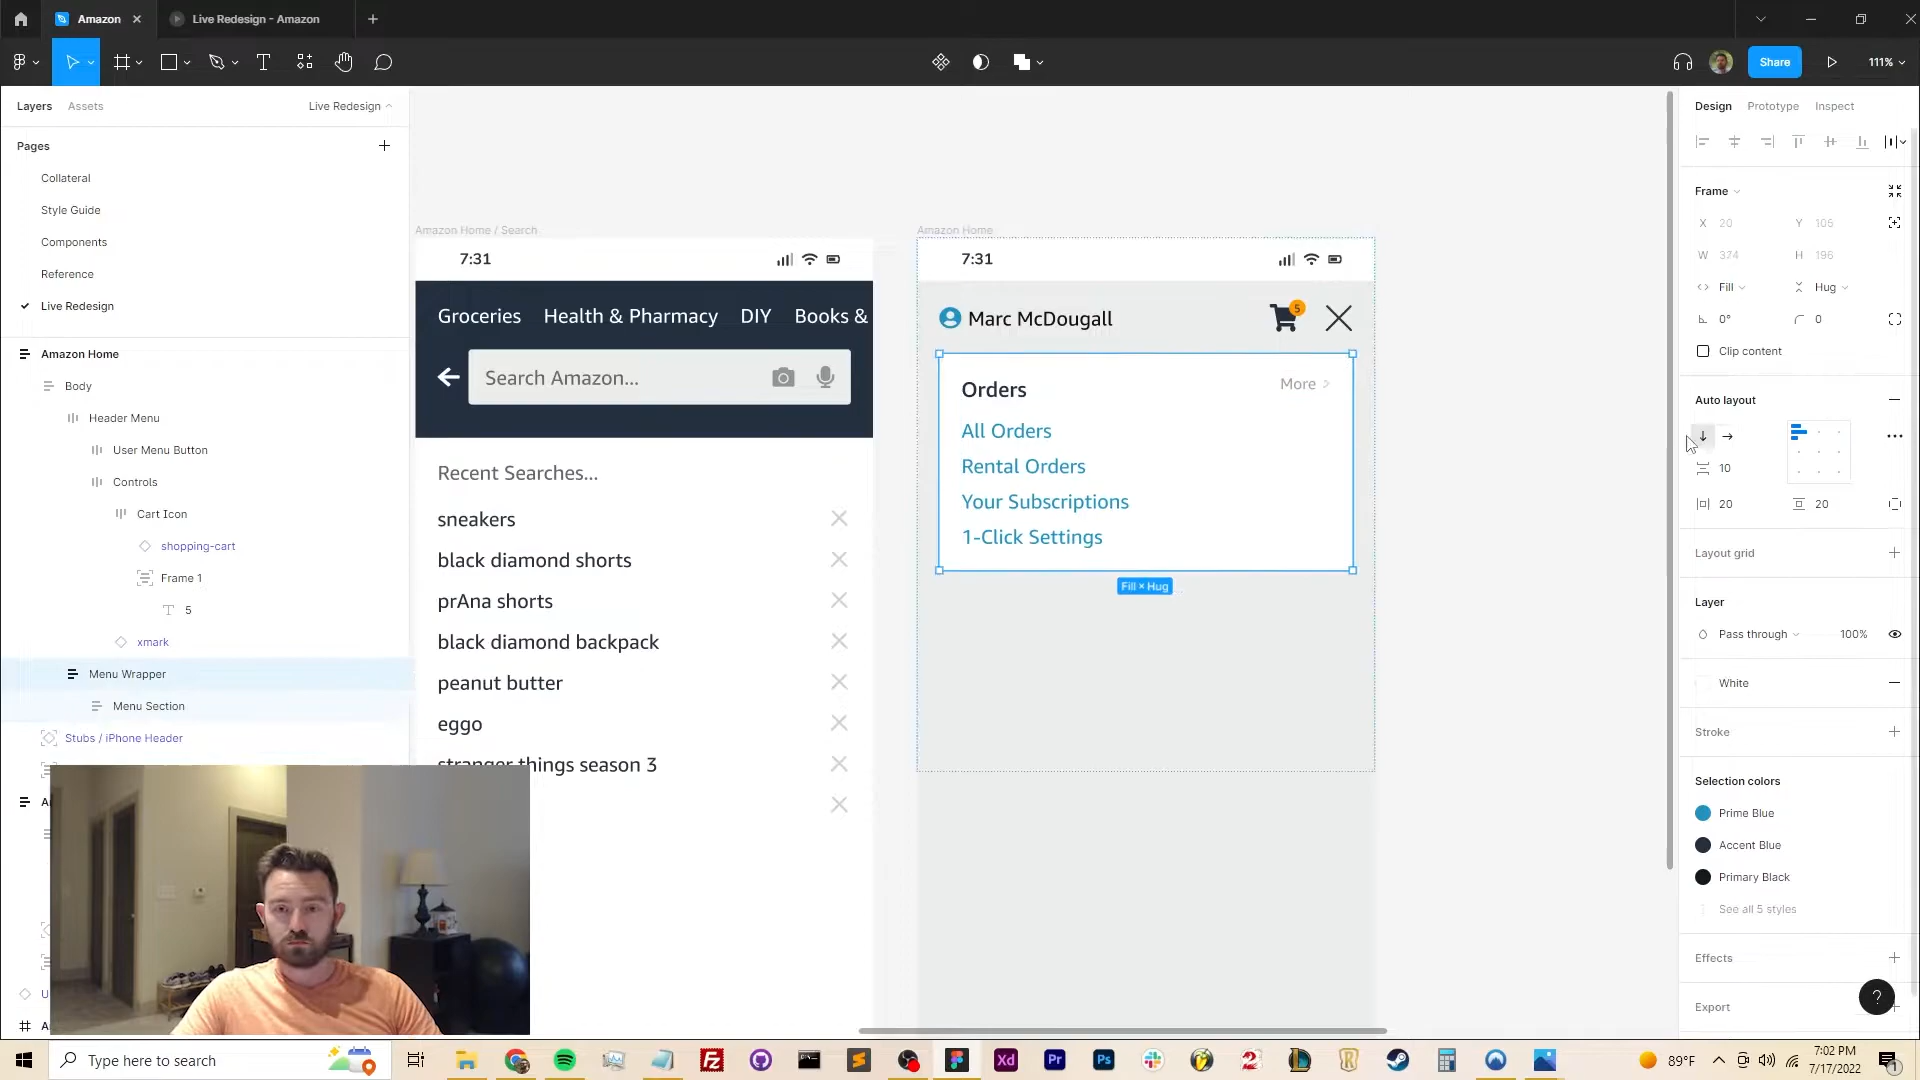 Amazon
Live Redesign - Amazon
Share
111%
Layers
Assets
Live Redesign
Pages
Collateral
Style Guide
Components
Reference
Live Redesign
Amazon Home
Body
Header Menu
User Menu Button
Controls
Cart Icon
shopping-cart
Frame 1
5
xmark
Menu Wrapper
Menu Section
Stubs / iPhone Header
Amazon Home / Search
7:31
Groceries Health & Pharmacy DIY Books &
Search Amazon...
Recent Searches...
sneakers
black diamond shorts
prAna shorts
black diamond backpack
peanut butter
eggo
stranger things season 3
Amazon Home
7:31
Marc McDougall
5
Orders
More >
All Orders
Rental Orders
Your Subscriptions
1-Click Settings
Fill × Hug
Design
Prototype
Inspect
Frame
X 20
Y 105
W 374
H 196
Fill
Hug
0°
0
Clip content
Auto layout
10
20
20
Layout grid
Layer
Pass through
100%
White
Stroke
Selection colors
Prime Blue
Accent Blue
Primary Black
See all 5 styles
Effects
Export
?
Type here to search
89°F
7:02 PM
7/17/2022